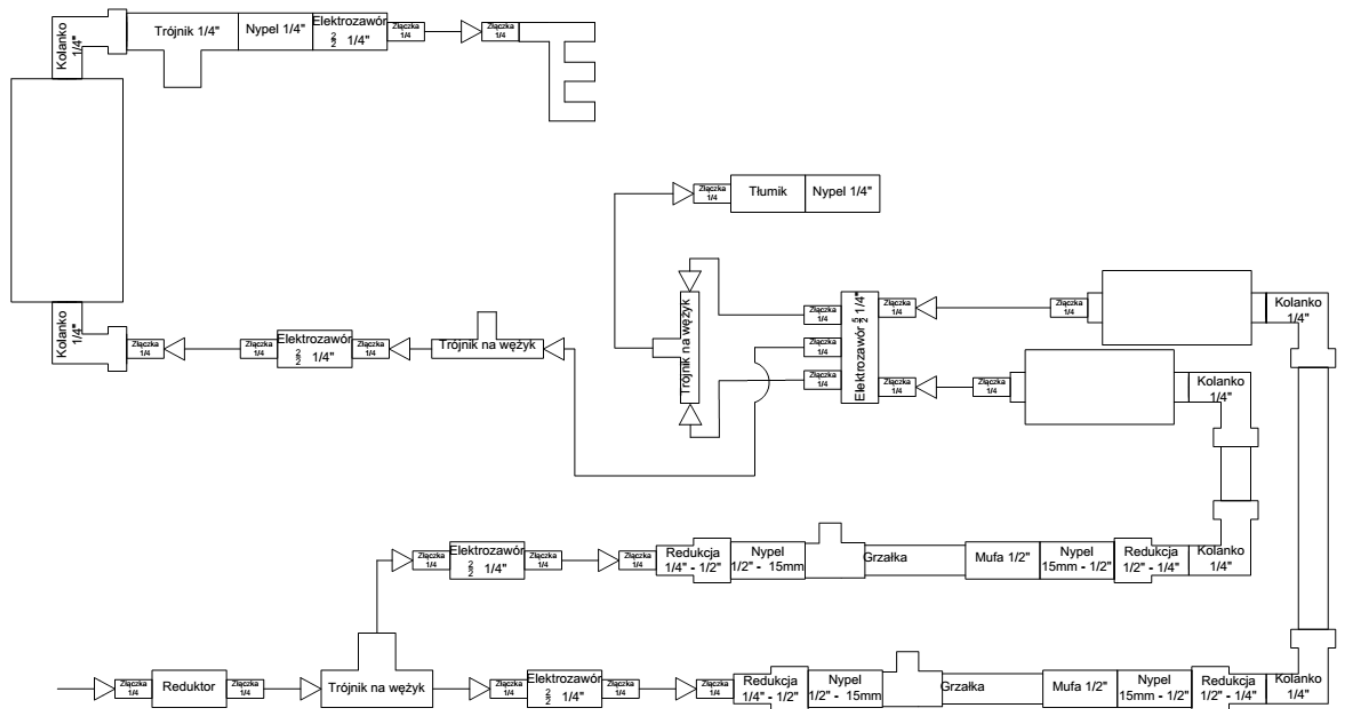 Kolanko
1/4"
Trójnik 1/4"
Nypel 1/4"
Elektrozawór
2/2 1/4"
Złączka
1/4
Złączka
1/4
Złączka
1/4
Tłumik
Nypel 1/4"
Kolanko
1/4"
Złączka
1/4
Złączka
1/4
Elektrozawór
2/2 1/4"
Złączka
1/4
Trójnik na wężyk
Trójnik na wężyk
Złączka
1/4
Złączka
1/4
Złączka
1/4
Elektrozawór 5/2 1/4"
Złączka
1/4
Złączka
1/4
Złączka
1/4
Kolanko
1/4"
Złączka
1/4
Kolanko
1/4"
Złączka
1/4
Elektrozawór
2/2 1/4"
Złączka
1/4
Złączka
1/4
Redukcja
1/4" - 1/2"
Nypel
1/2" - 15mm
Grzałka
Mufa 1/2"
Nypel
15mm - 1/2"
Redukcja
1/2" - 1/4"
Kolanko
1/4"
Złączka
1/4
Reduktor
Złączka
1/4
Trójnik na wężyk
Złączka
1/4
Elektrozawór
2/2 1/4"
Złączka
1/4
Złączka
1/4
Redukcja
1/4" - 1/2"
Nypel
1/2" - 15mm
Grzałka
Mufa 1/2"
Nypel
15mm - 1/2"
Redukcja
1/2" - 1/4"
Kolanko
1/4"